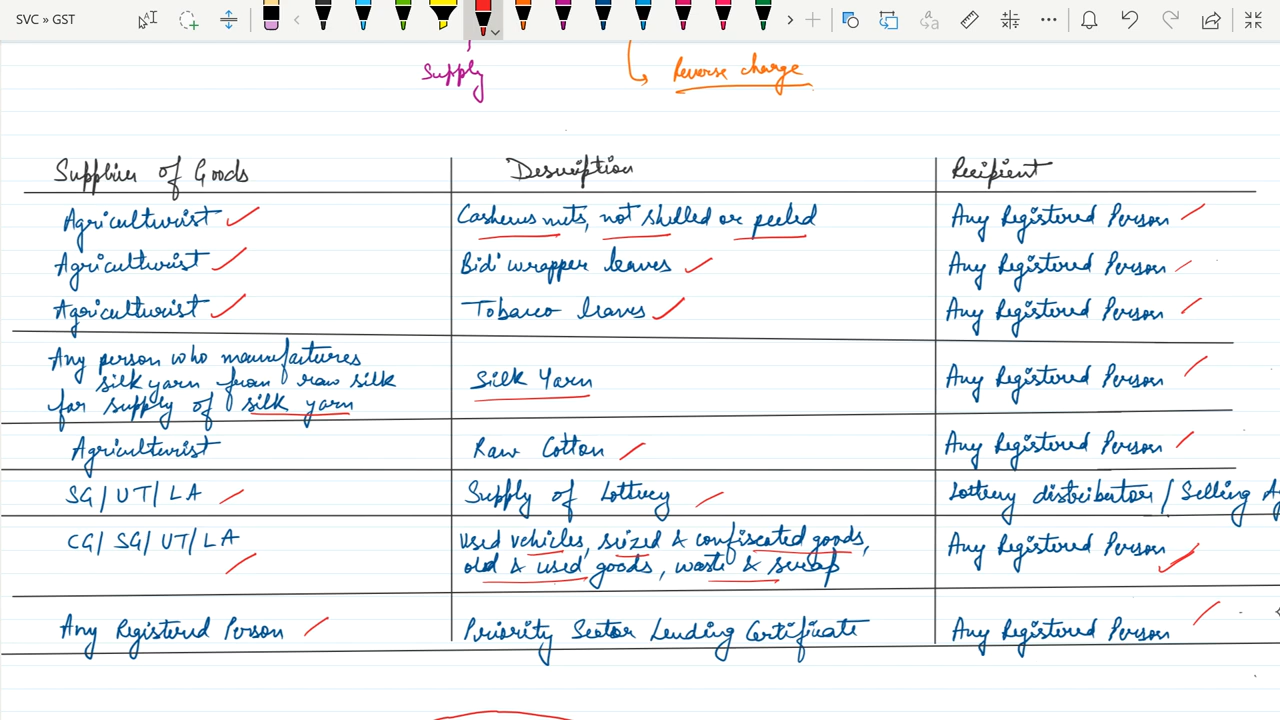 SVC » GST
Supply
Reverse charge
Supplier of Goods Description Recipient
Agriculturist Cashews nuts, not shelled or peeled Any Registered Person
Agriculturist Bidi wrapper leaves Any Registered Person
Agriculturist Tobacco leaves Any Registered Person
Any person who manufactures
silk yarn from raw silk Silk Yarn Any Registered Person
for supply of silk yarn
Agriculturist Raw Cotton Any Registered Person
SG/ UT/ LA Supply of Lottery Lottery distributor / Selling Ag
CG/ SG/ UT/ LA Used vehicles, seized & confiscated goods, Any Registered Person
old & used goods, waste & scrap
Any Registered Person Priority Sector Lending Certificate Any Registered Person